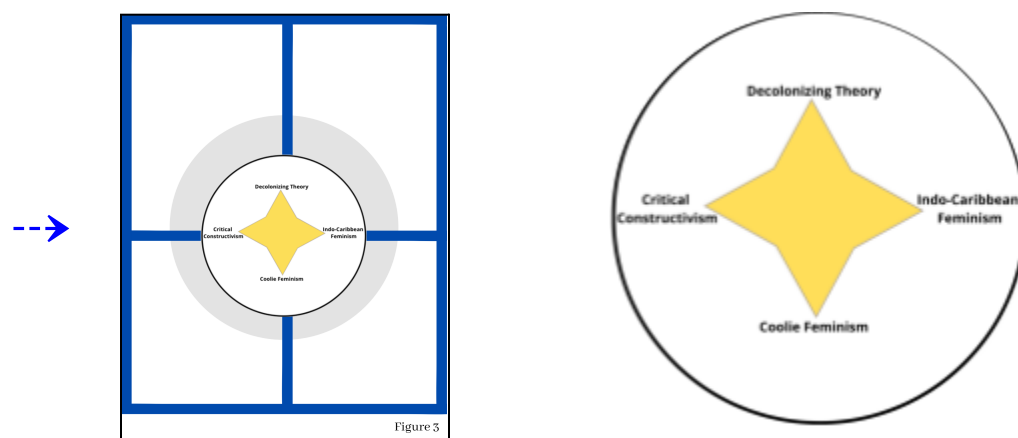 Decolonizing Theory
Critical
Constructivism
Indo-Caribbean
Feminism
Coolie Feminism
Figure 3
Decolonizing Theory
Critical
Constructivism
Indo-Caribbean
Feminism
Coolie Feminism